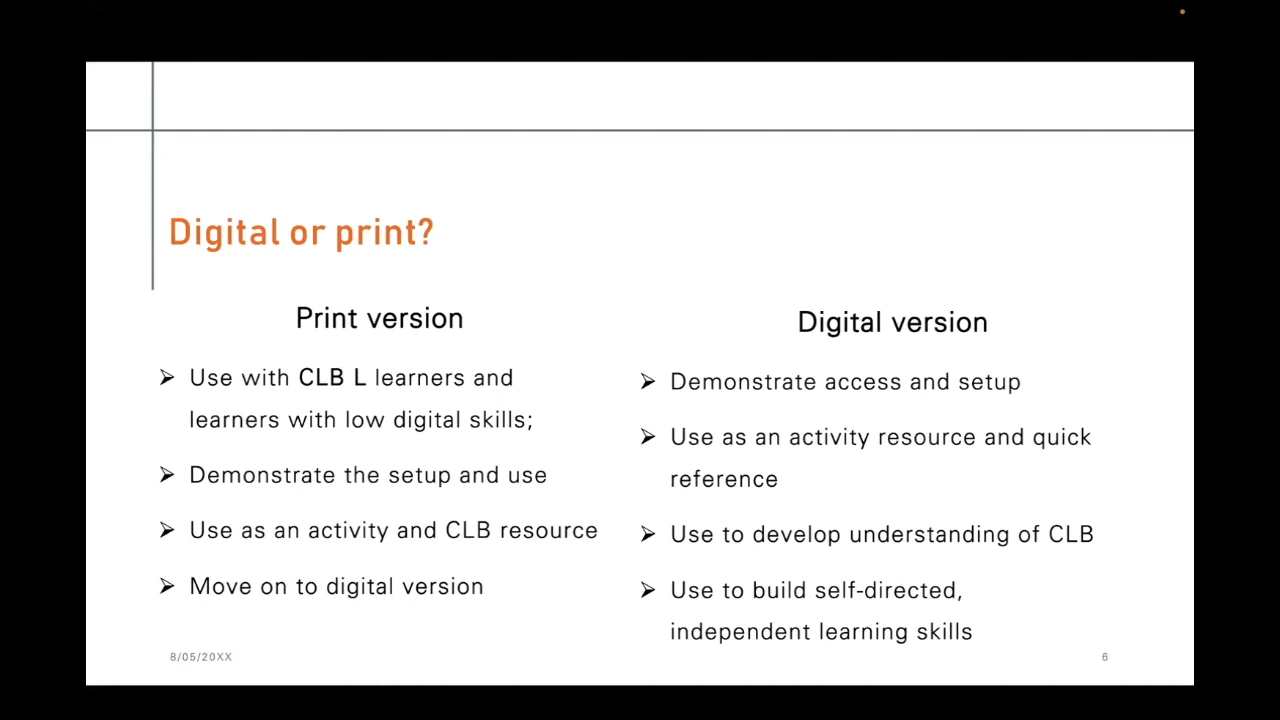 Digital or print?
Print version
➢ Use with CLB L learners and
learners with low digital skills;
➢ Demonstrate the setup and use
➢ Use as an activity and CLB resource
➢ Move on to digital version
Digital version
➢ Demonstrate access and setup
➢ Use as an activity resource and quick
reference
➢ Use to develop understanding of CLB
➢ Use to build self-directed,
independent learning skills
8/05/20XX
6